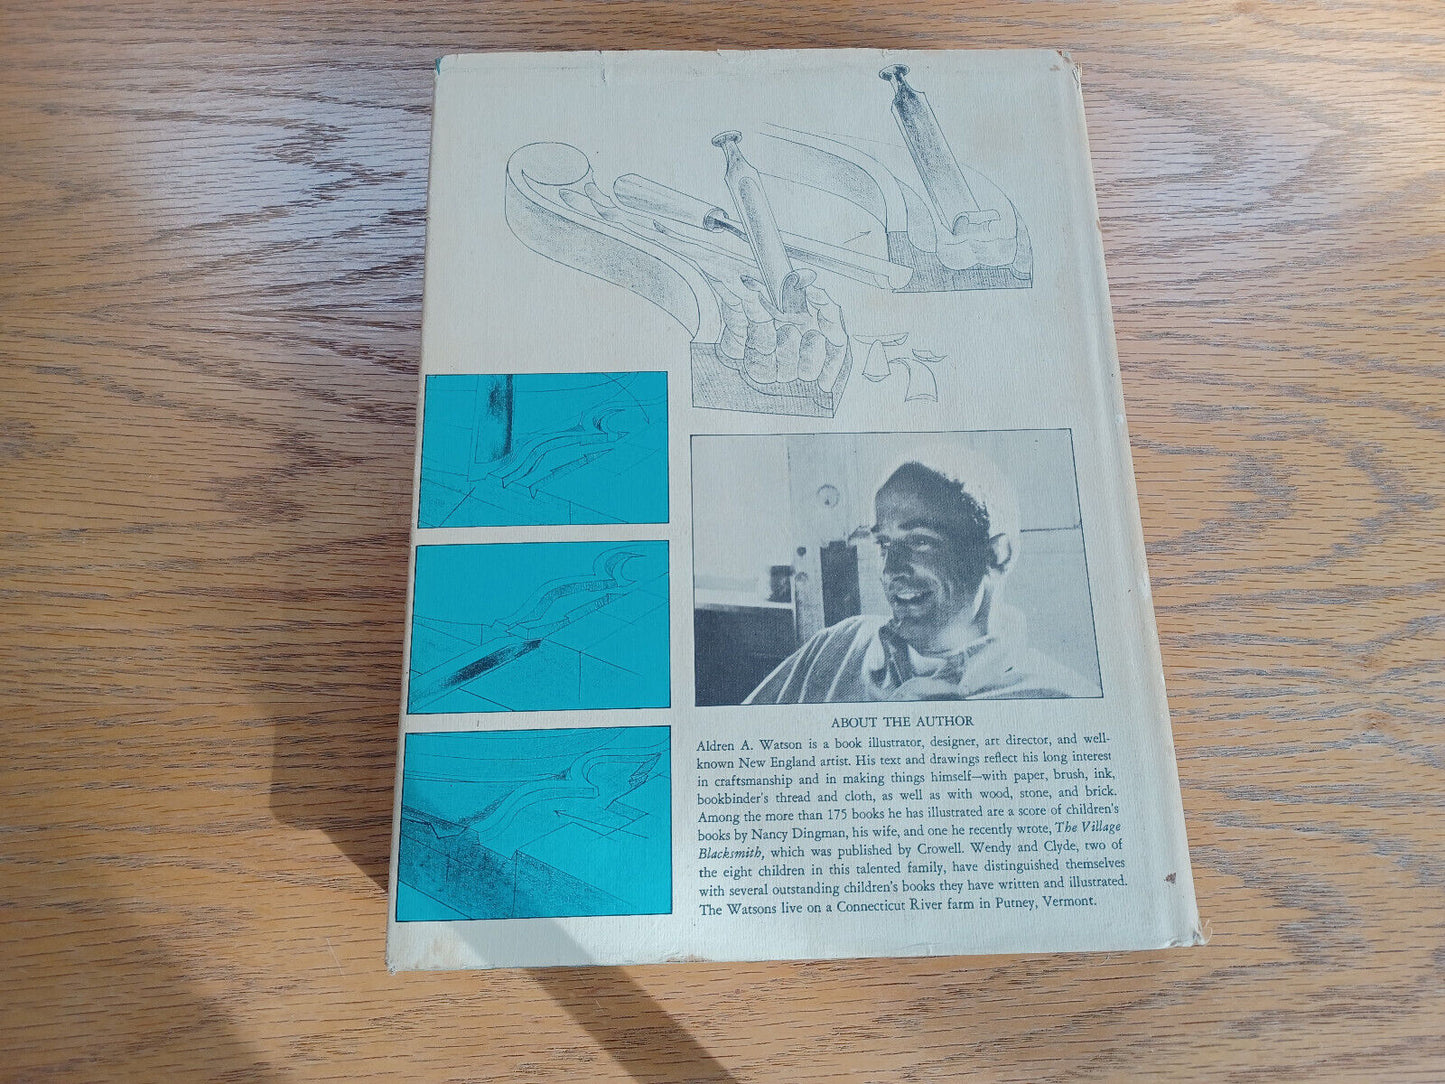 ABOUT THE AUTHOR
Aldren A. Watson is a book illustrator, designer, art director, and well-
known New England artist. His text and drawings reflect his long interest
in craftsmanship and in making things himself—with paper, brush, ink,
bookbinder's thread and cloth, as well as with wood, stone, and brick.
Among the more than 175 books he has illustrated are a score of children's
books by Nancy Dingman, his wife, and one he recently wrote, The Village
Blacksmith, which was published by Crowell. Wendy and Clyde, two of
the eight children in this talented family, have distinguished themselves
with several outstanding children's books they have written and illustrated.
The Watsons live on a Connecticut River farm in Putney, Vermont.